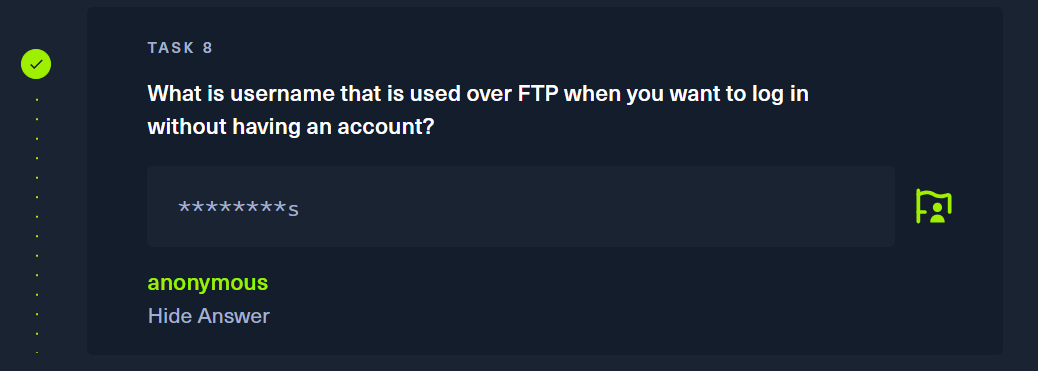 TASK 8
What is username that is used over FTP when you want to log in
without having an account?
********s
anonymous
Hide Answer